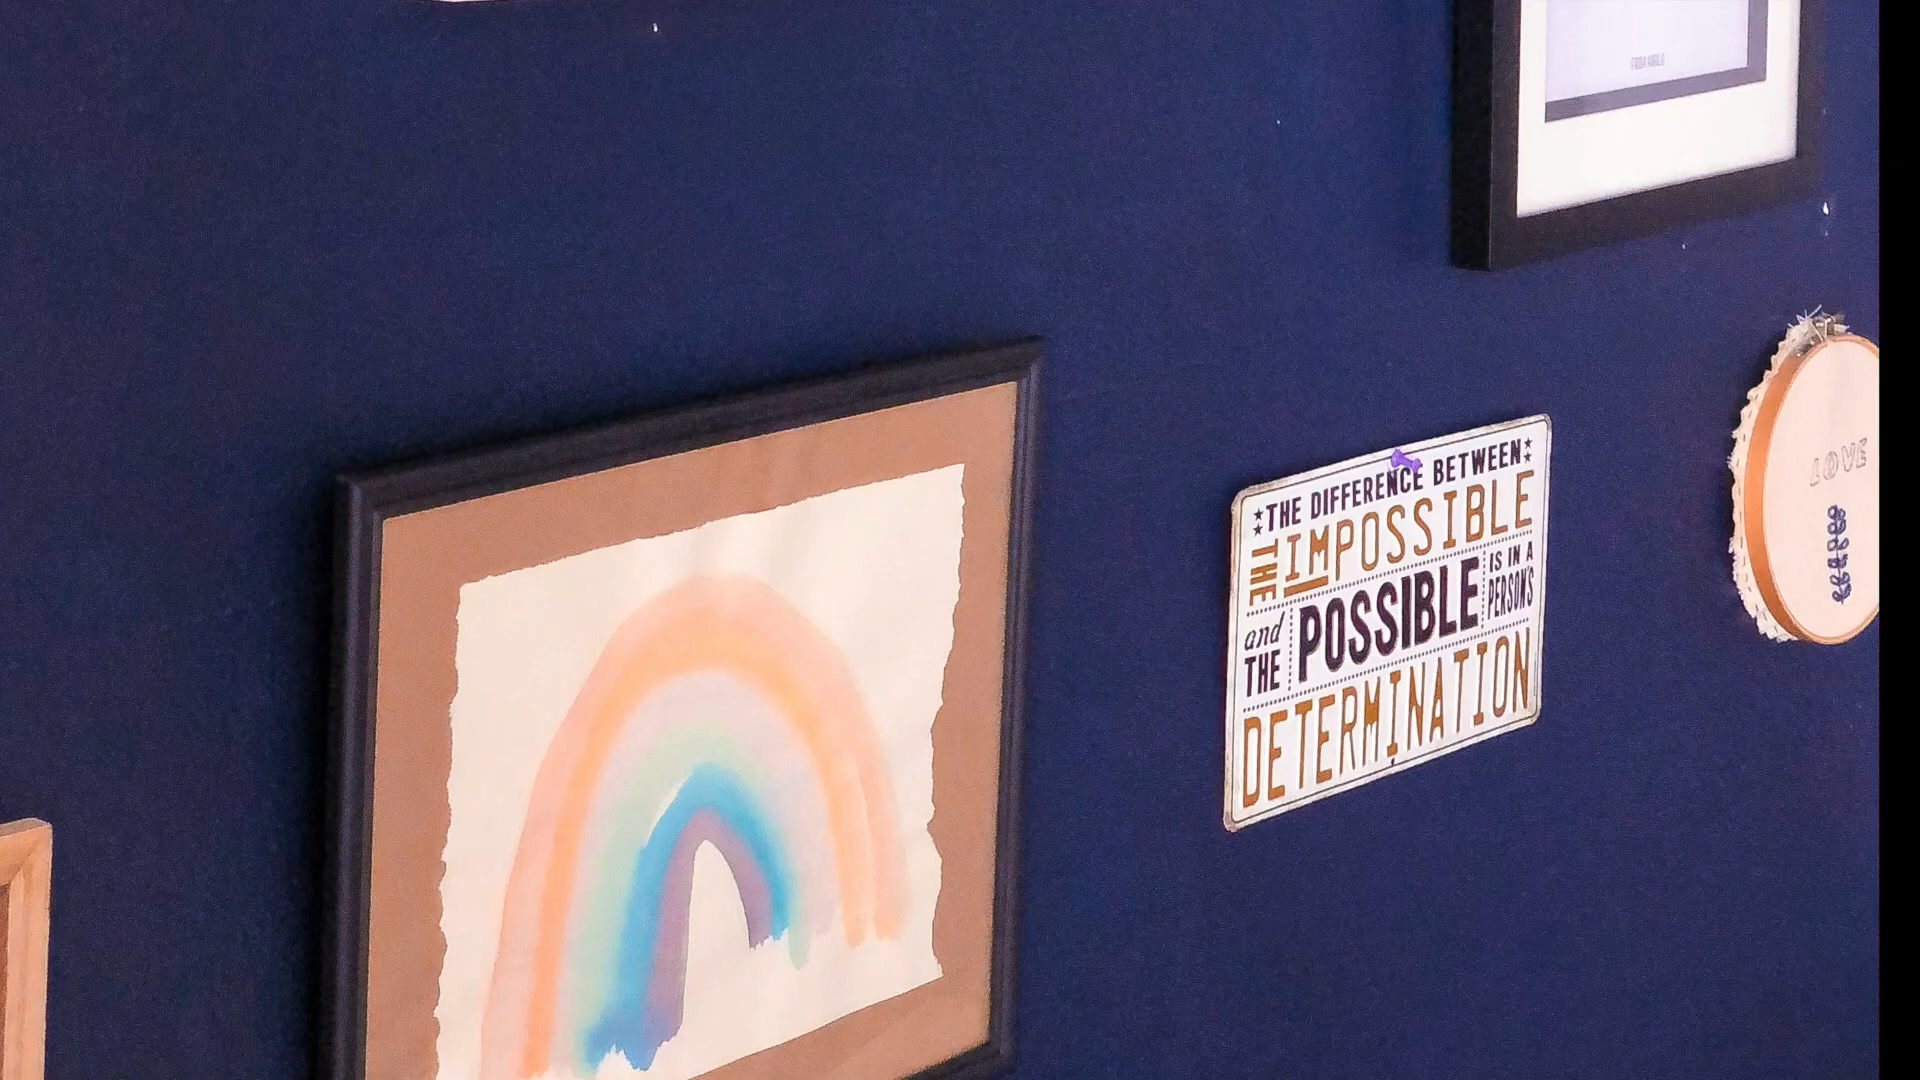 THE DIFFERENCE BETWEEN
THE IMPOSSIBLE
and THE POSSIBLE IS IN A PERSON'S
DETERMINATION
LOVE